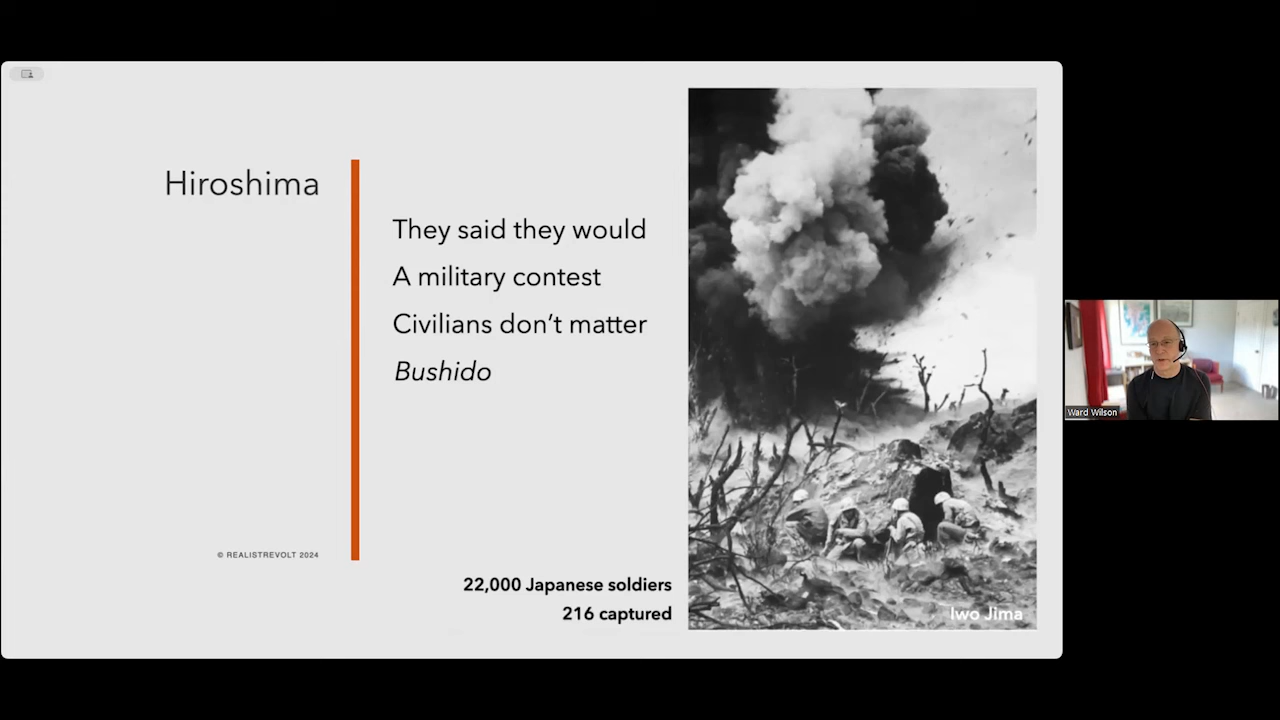 Hiroshima
They said they would
A military contest
Civilians don't matter
Bushido
© REALISTREVOLT 2024
22,000 Japanese soldiers
216 captured
Iwo Jima
Ward Wilson